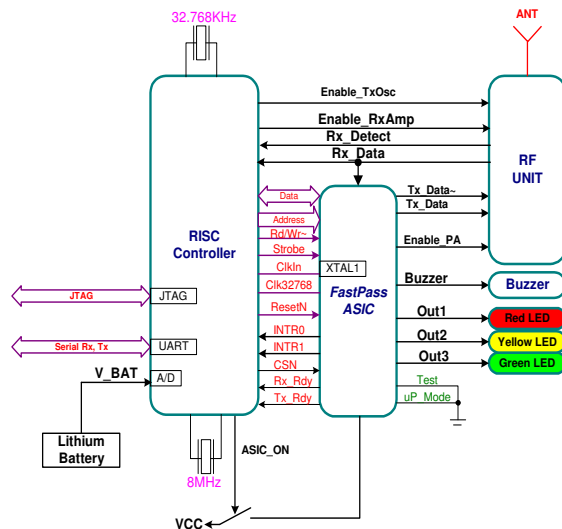 32.768KHz
ANT
Enable_TxOsc
Enable_RxAmp
Rx_Detect
Rx_Data
RF
UNIT
RISC
Controller
Data
Address
Rd/Wr~
Strobe
ClkIn
XTAL1
Clk32768
ResetN
FastPass
ASIC
INTR0
INTR1
CSN
Rx_Rdy
Tx_Rdy
Tx_Data~
Tx_Data
Enable_PA
Buzzer
Buzzer
Out1
Red LED
Out2
Yellow LED
Out3
Green LED
Test
uP_Mode
JTAG
JTAG
Serial Rx, Tx
UART
V_BAT
A/D
Lithium
Battery
8MHz
ASIC_ON
VCC